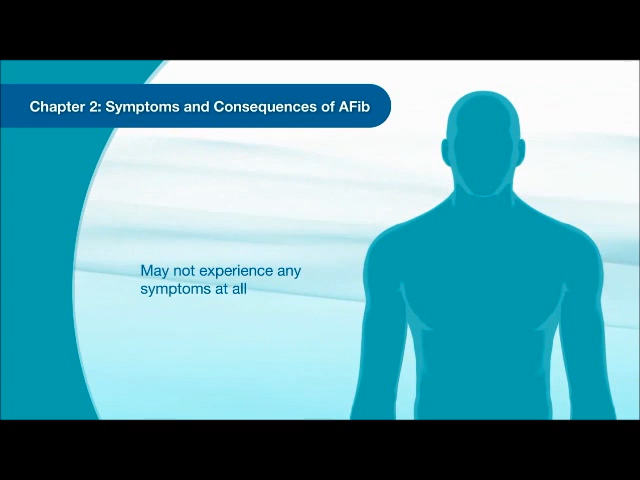 Chapter 2: Symptoms and Consequences of AFib
May not experience any
symptoms at all